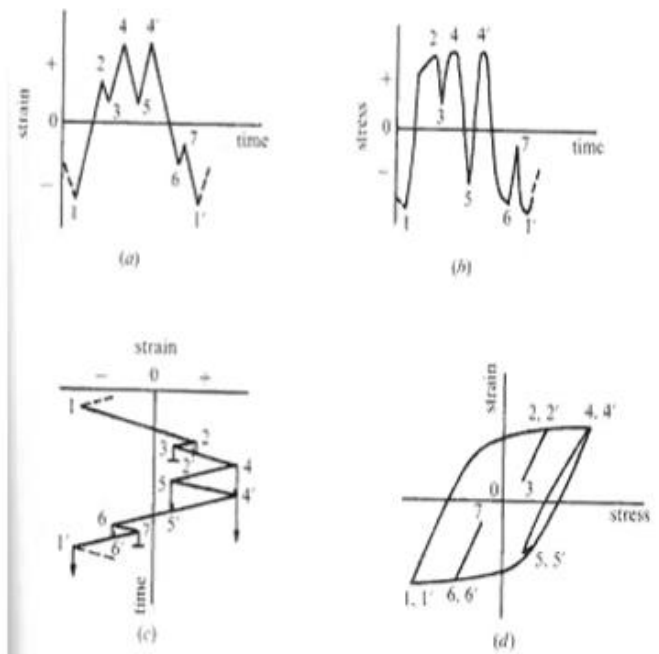 4 4′
2
+
3
5
strain
0
time
7
−
6
1
1′
(a)
2 4 4′
+
3
stress
0
time
7
−
5
6
1
1′
(b)
strain
− 0 +
1
2
3
2′
4
5
4′
6
5′
7
1′
6′
time
(c)
strain
2, 2′ 4, 4′
3
0
stress
7
5, 5′
1, 1′ 6, 6′
(d)